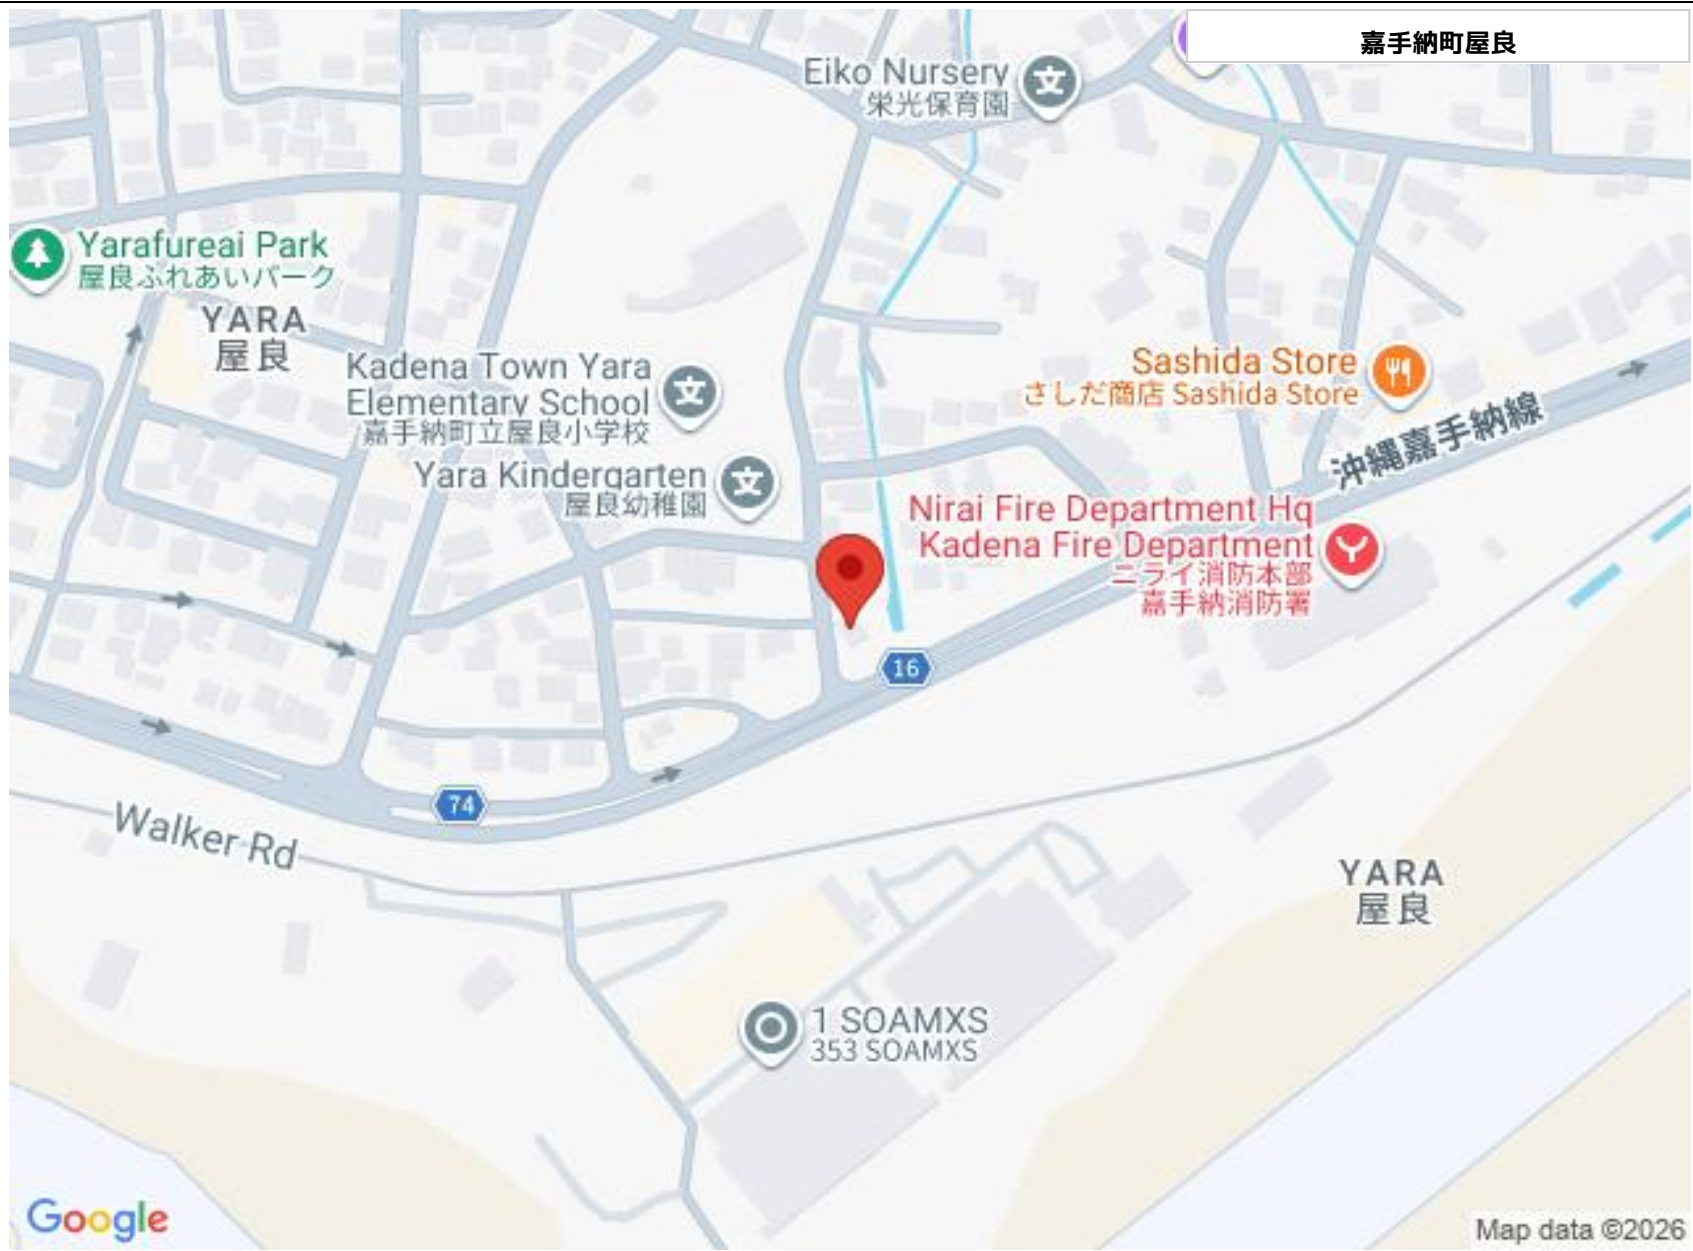 嘉手納町屋良
Eiko Nursery
栄光保育園
Yarafureai Park
屋良ふれあいパーク
YARA
屋良
Kadena Town Yara
Elementary School
嘉手納町立屋良小学校
Sashida Store
さしだ商店 Sashida Store
沖縄嘉手納線
Yara Kindergarten
屋良幼稚園
Nirai Fire Department Hq
Kadena Fire Department
ニライ消防本部
嘉手納消防署
16
74
Walker Rd
YARA
屋良
1 SOAMXS
353 SOAMXS
Google
Map data ©2026